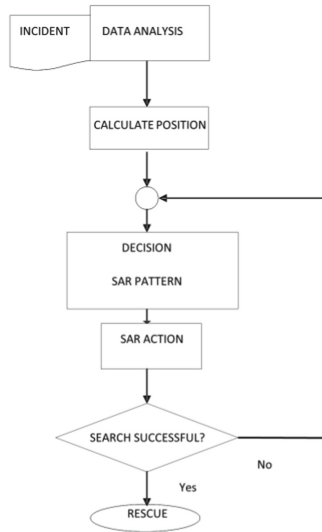 INCIDENT
DATA ANALYSIS
CALCULATE POSITION
DECISION
SAR PATTERN
SAR ACTION
SEARCH SUCCESSFUL?
No
Yes
RESCUE